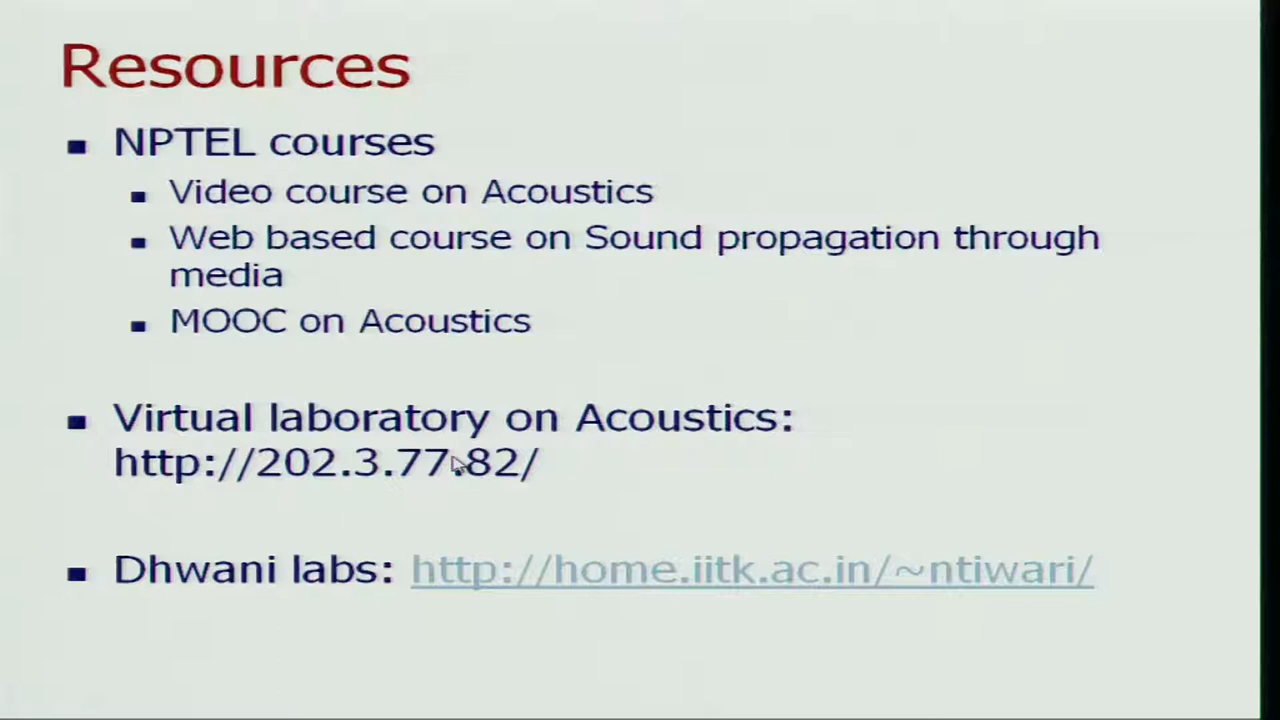 Resources
NPTEL courses
Video course on Acoustics
Web based course on Sound propagation through
media
MOOC on Acoustics
Virtual laboratory on Acoustics:
http://202.3.77.82/
Dhwani labs: http://home.iitk.ac.in/~ntiwari/